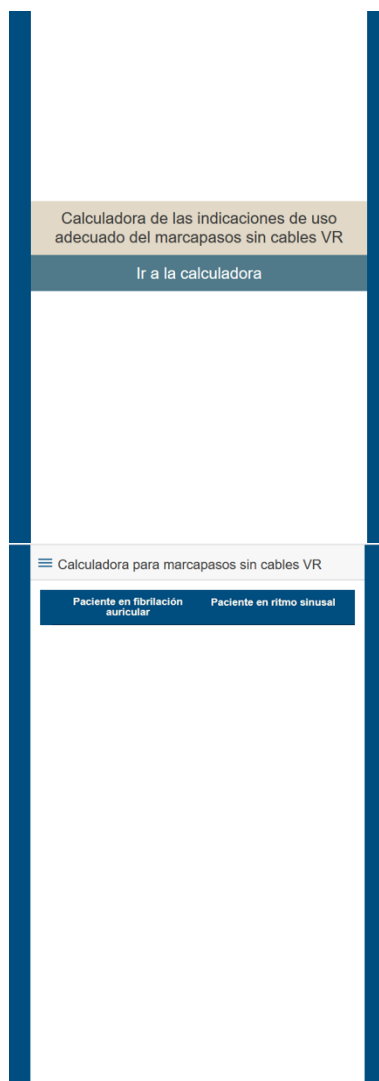 Calculadora de las indicaciones de uso
adecuado del marcapasos sin cables VR
Ir a la calculadora
Calculadora para marcapasos sin cables VR
Paciente en fibrilación
auricular
Paciente en ritmo sinusal